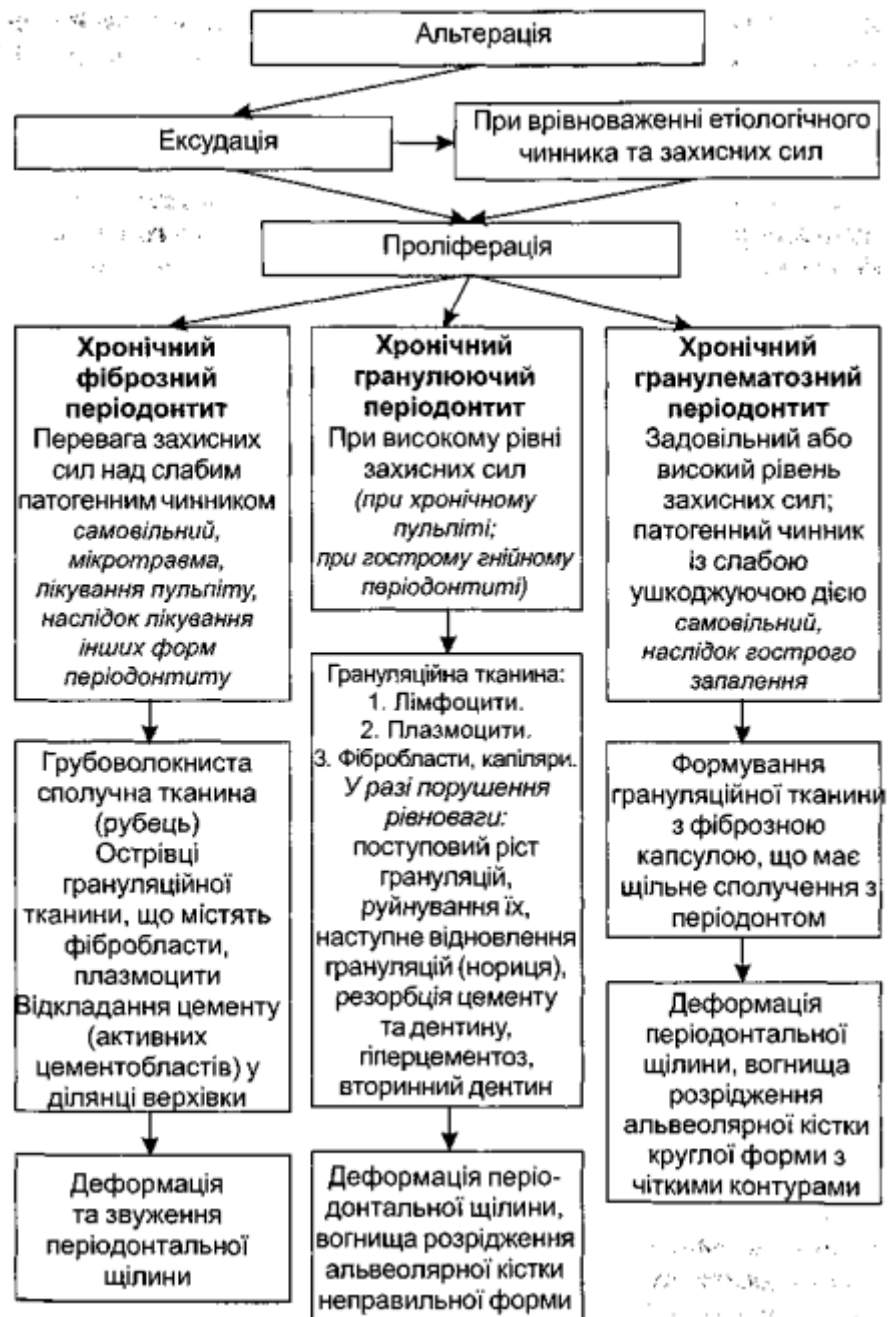 Альтерація
Ексудація
При врівноваженні етіологічного
чинника та захисних сил
Проліферація
Хронічний
фіброзний
періодонтит
Перевага захисних
сил над слабим
патогенним чинником
самовільний,
мікротравма,
лікування пульпіту,
наслідок лікування
інших форм
періодонтиту
Грубоволокниста
сполучна тканина
(рубець)
Острівці
грануляційної
тканини, що містять
фібробласти,
плазмоцити
Відкладання цементу
(активних
цементобластів) у
ділянці верхівки
Деформація
та звуження
періодонтальної
щілини
Хронічний
гранулюючий
періодонтит
При високому рівні
захисних сил
(при хронічному
пульпіті;
при гострому гнійному
періодонтиті)
Грануляційна тканина:
1. Лімфоцити.
2. Плазмоцити.
3. Фібробласти, капіляри.
У разі порушення
рівноваги:
поступовий ріст
грануляцій,
руйнування їх,
наступне відновлення
грануляцій (нориця),
резорбція цементу
та дентину,
гіперцементоз,
вторинний дентин
Деформація періо-
донтальної щілини,
вогнища розрідження
альвеолярної кістки
неправильної форми
Хронічний
гранулематозний
періодонтит
Задовільний або
високий рівень
захисних сил;
патогенний чинник
із слабою
ушкоджуючою дією
самовільний,
наслідок гострого
запалення
Формування
грануляційної тканини
з фіброзною
капсулою, що має
щільне сполучення з
періодонтом
Деформація
періодонтальної
щілини, вогнища
розрідження
альвеолярної кістки
круглої форми з
чіткими контурами